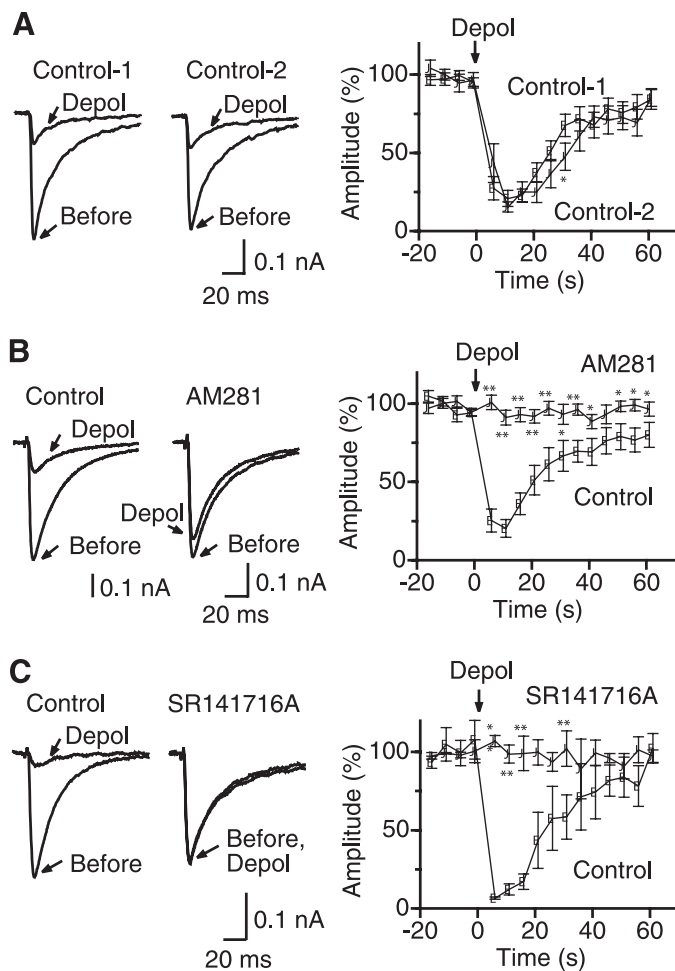 A
Control-1
Control-2
Depol
Depol
Before
Before
0.1 nA
20 ms
Depol
Amplitude (%)
100
50
0
Control-1
*
Control-2
-20 0 20 40 60
Time (s)
B
Control
AM281
Depol
Depol
Before
Before
0.1 nA
0.1 nA
20 ms
Depol
AM281
Amplitude (%)
100
50
0
** ** ** ** * *
** ** * * *
Control
-20 0 20 40 60
Time (s)
C
Control
SR141716A
Depol
Before
Before,
Depol
0.1 nA
20 ms
Depol
SR141716A
Amplitude (%)
100
50
0
* ** **
* **
Control
-20 0 20 40 60
Time (s)